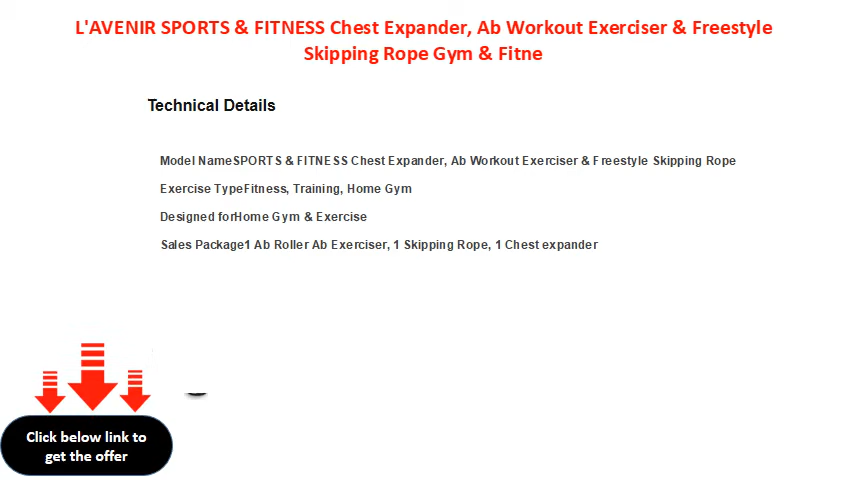 L'AVENIR SPORTS & FITNESS Chest Expander, Ab Workout Exerciser & Freestyle
Skipping Rope Gym & Fitne
Technical Details
Model NameSPORTS & FITNESS Chest Expander, Ab Workout Exerciser & Freestyle Skipping Rope
Exercise TypeFitness, Training, Home Gym
Designed forHome Gym & Exercise
Sales Package1 Ab Roller Ab Exerciser, 1 Skipping Rope, 1 Chest expander
Click below link to
get the offer